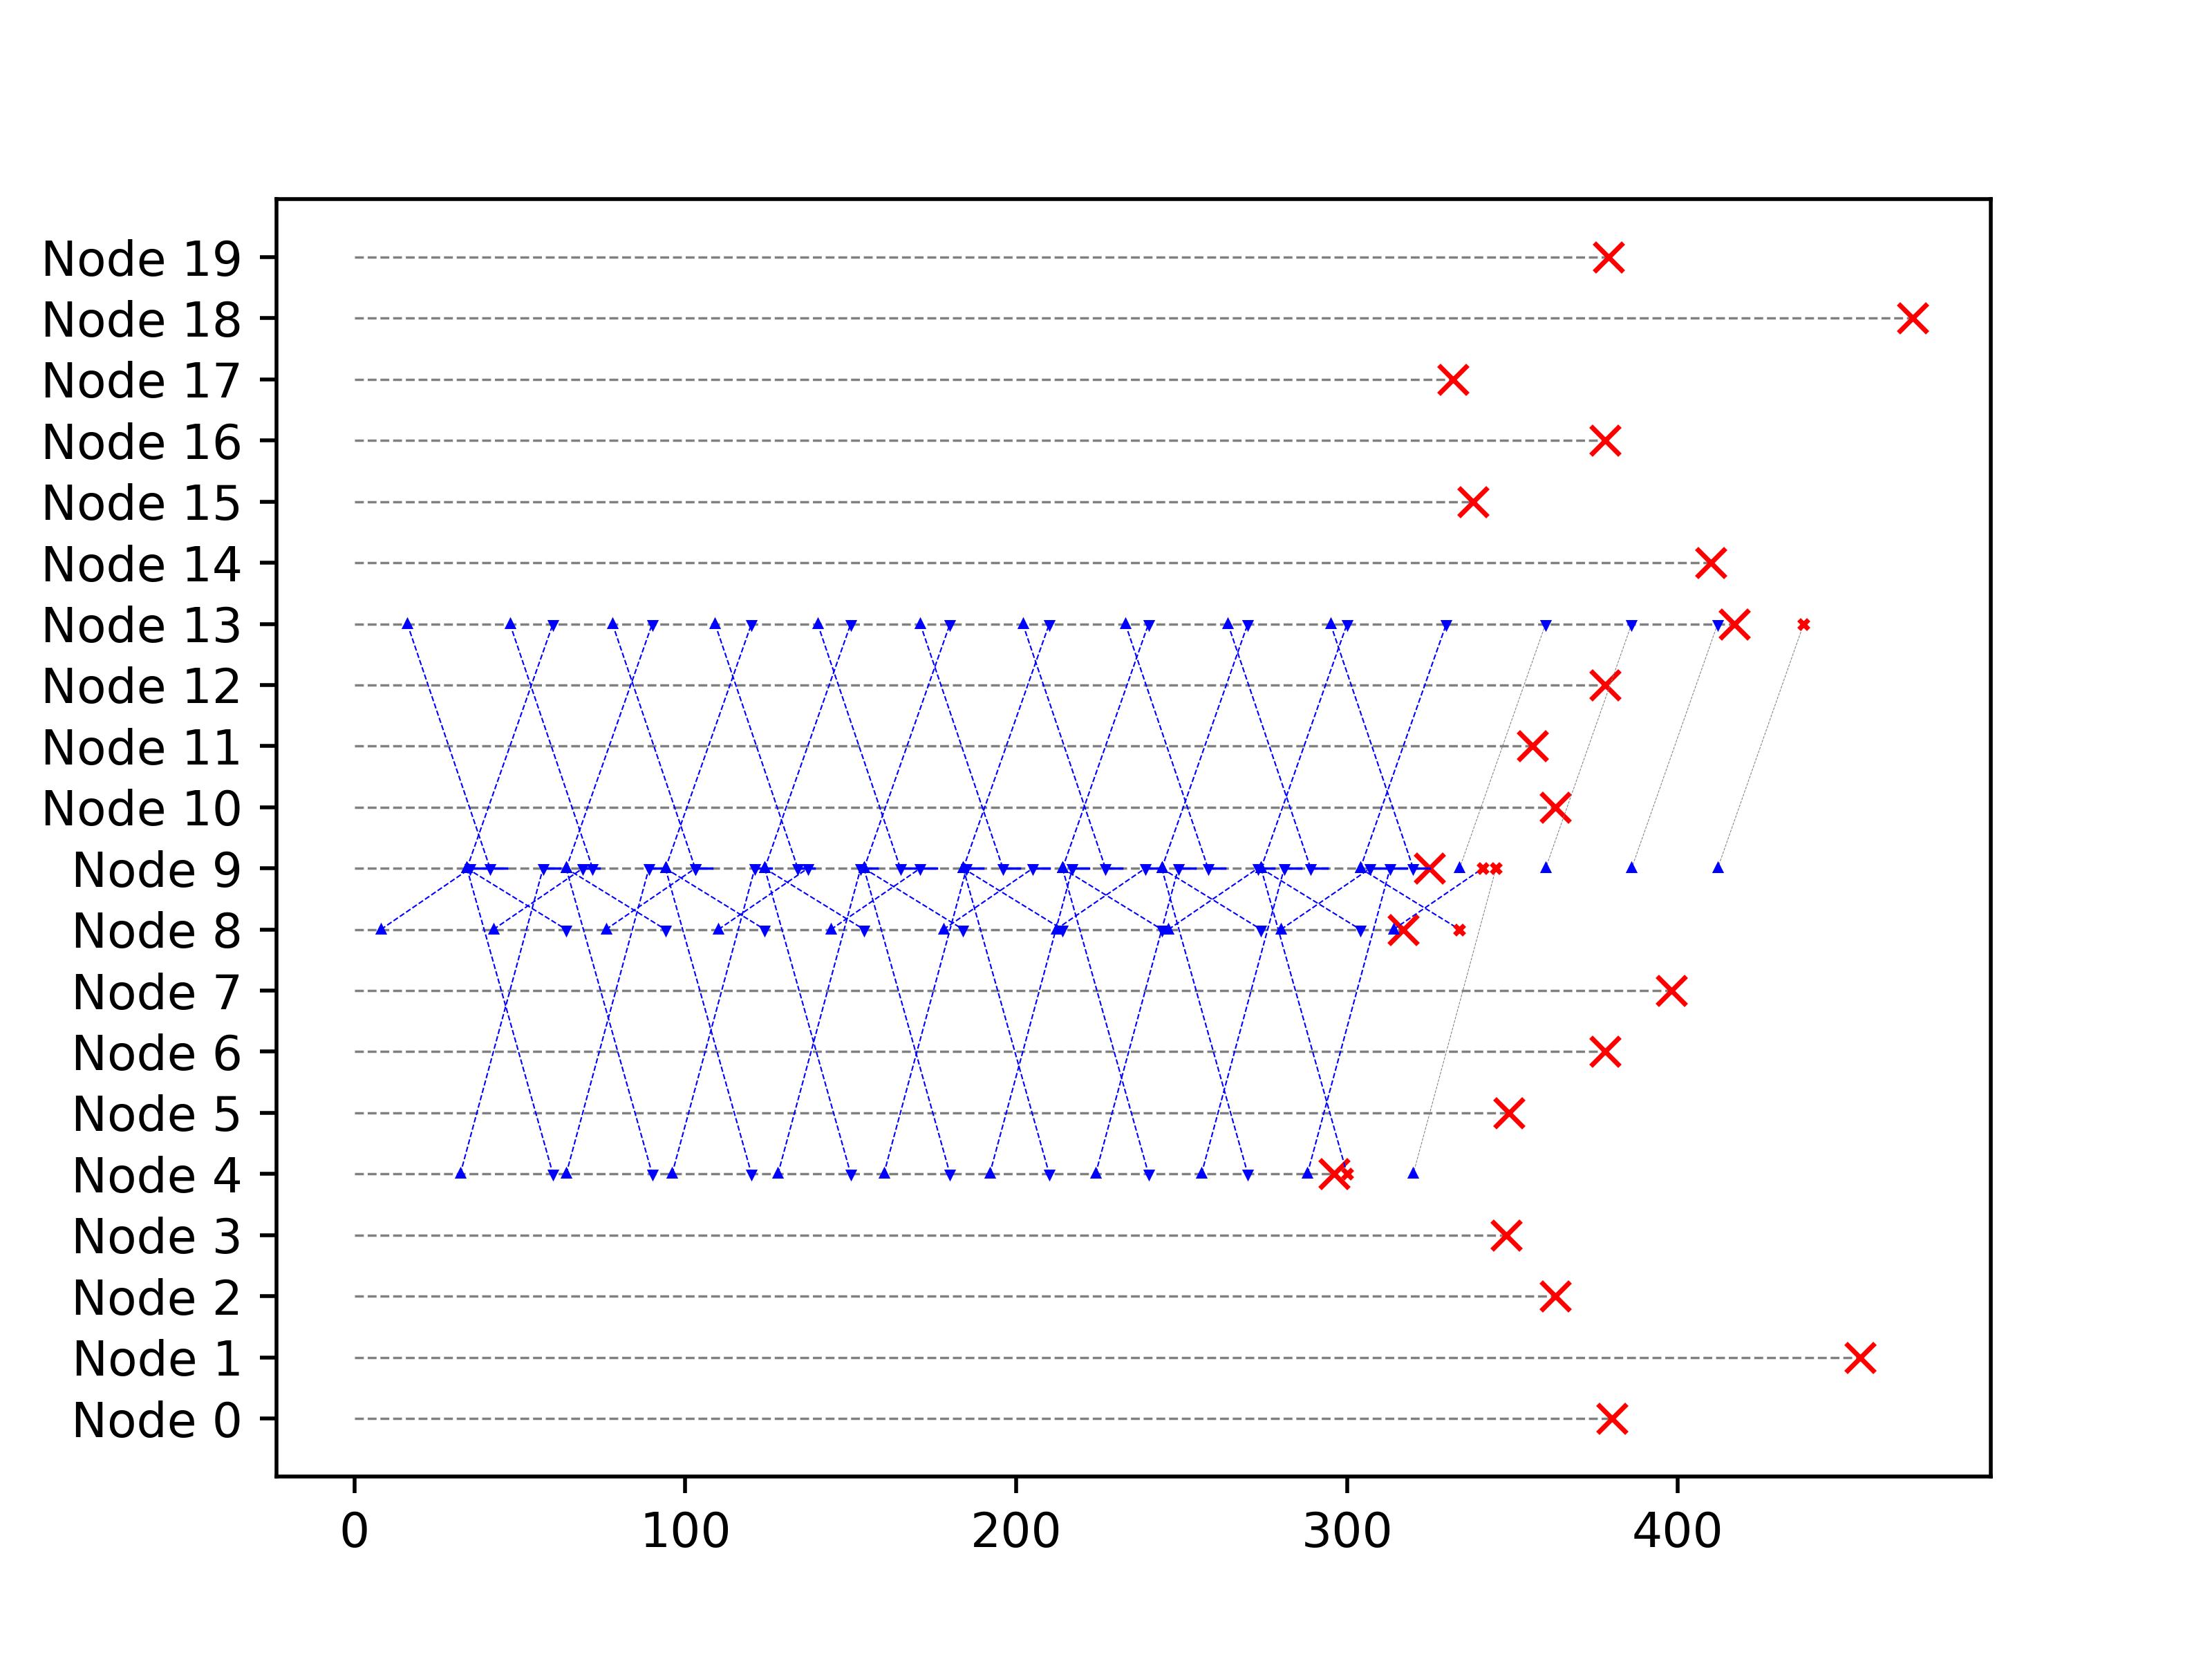 Node 19
Node 18
Node 17
Node 16
Node 15
Node 14
Node 13
Node 12
Node 11
Node 10
Node 9
Node 8
Node 7
Node 6
Node 5
Node 4
Node 3
Node 2
Node 1
Node 0
0 100 200 300 400